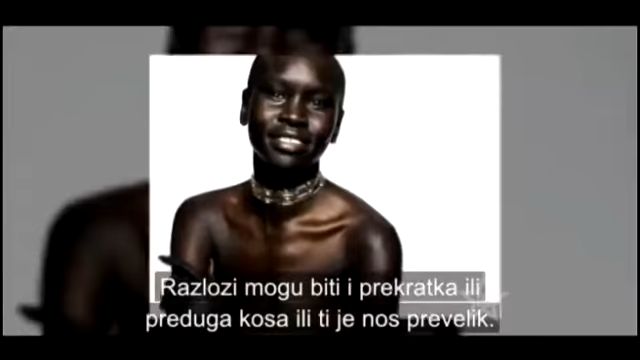 Razlozi mogu biti i prekratka ili
preduga kosa ili ti je nos prevelik.